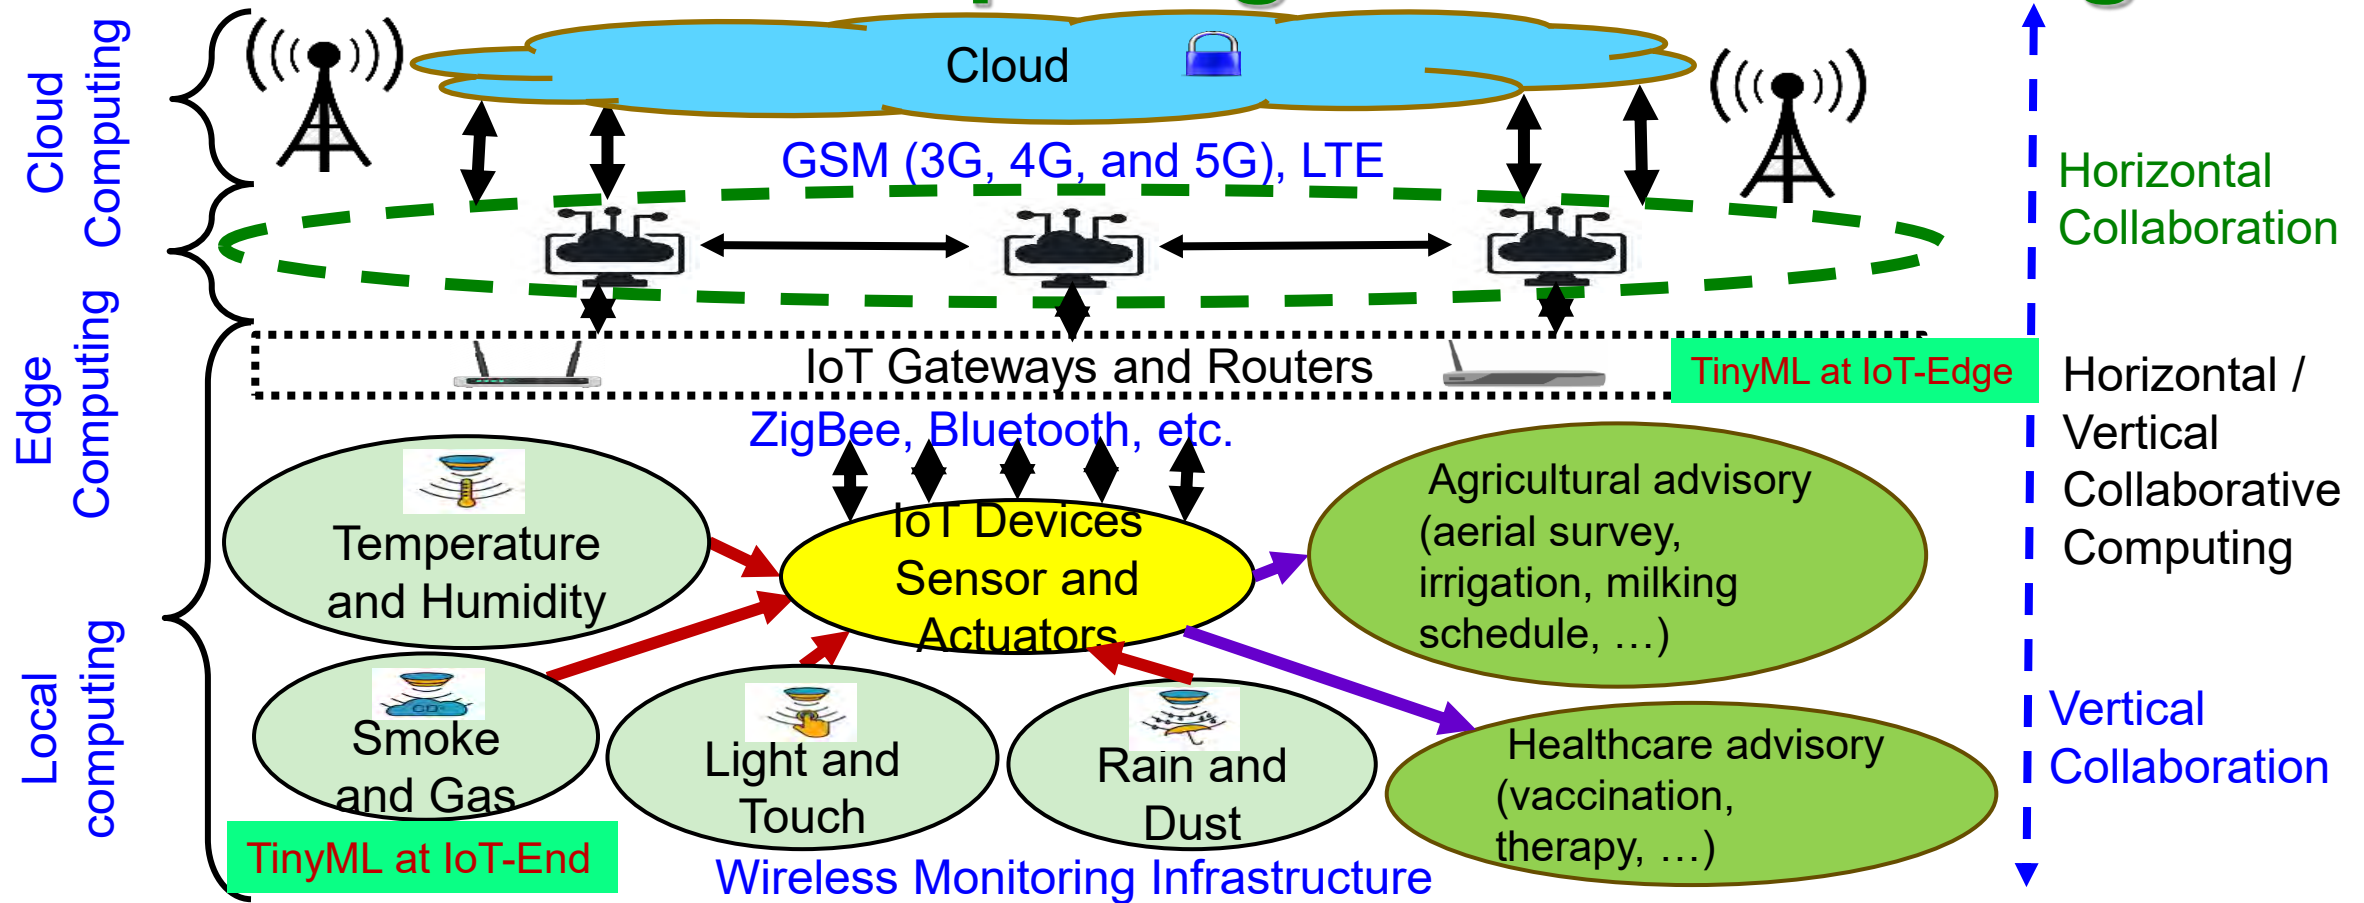 Cloud
Computing
Cloud
GSM (3G, 4G, and 5G), LTE
Horizontal
Collaboration
Edge
Computing
IoT Gateways and Routers
TinyML at IoT-Edge
Horizontal /
Vertical
Collaborative
Computing
ZigBee, Bluetooth, etc.
Temperature
and Humidity
IoT Devices
Sensor and
Actuators
Agricultural advisory
(aerial survey,
irrigation, milking
schedule, …)
Local
computing
Smoke
and Gas
Light and
Touch
Rain and
Dust
Healthcare advisory
(vaccination,
therapy, …)
Vertical
Collaboration
TinyML at IoT-End
Wireless Monitoring Infrastructure